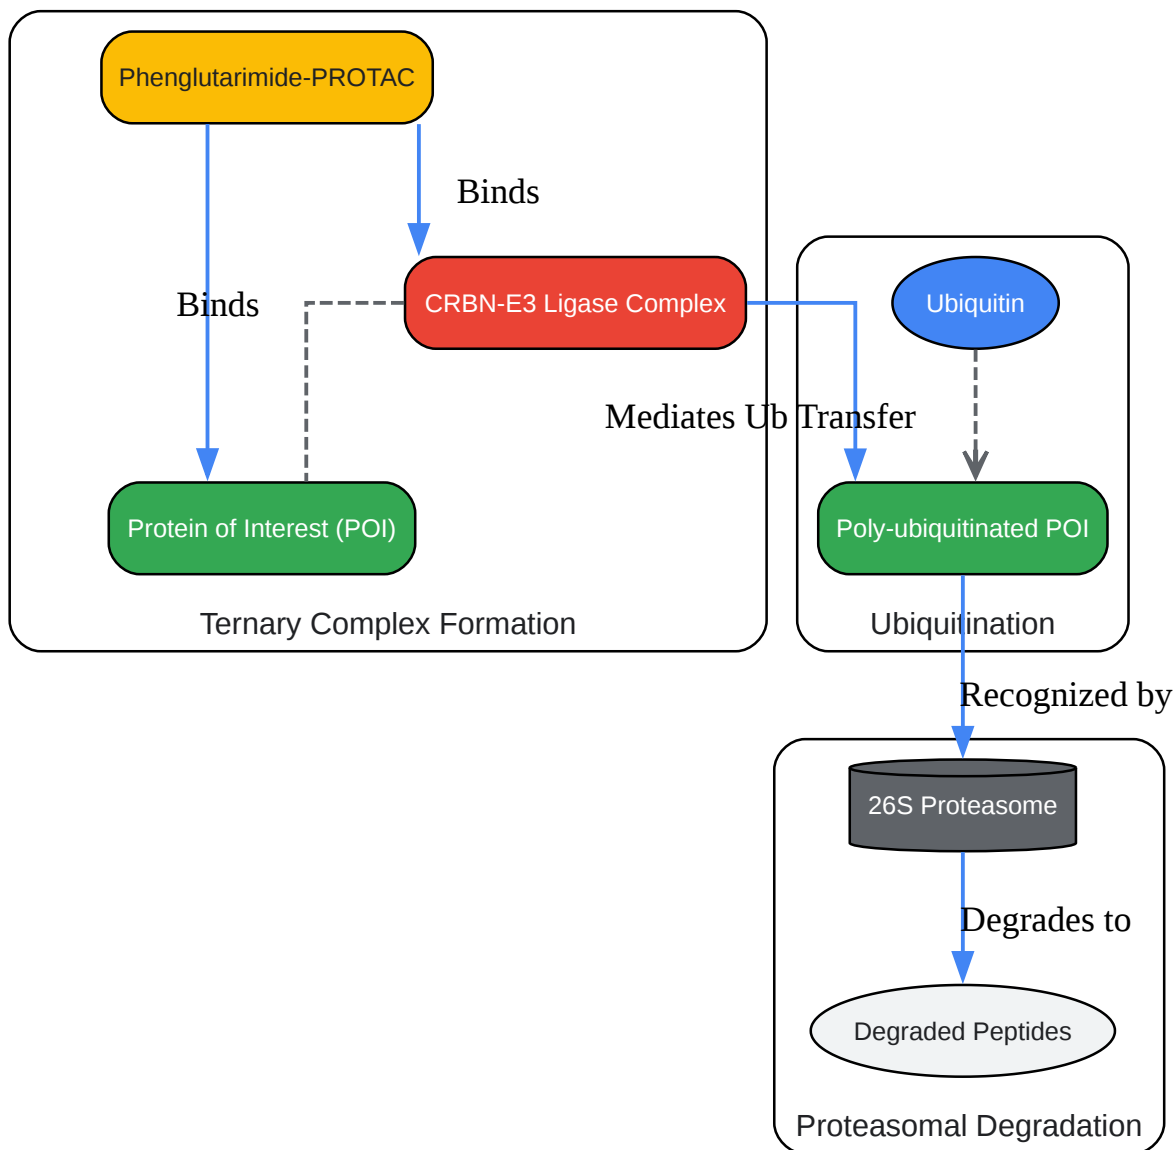 Phenglutarimide-PROTAC
Binds
Binds
CRBN-E3 Ligase Complex
Ubiquitin
Mediates Ub Transfer
Protein of Interest (POI)
Poly-ubiquitinated POI
Ternary Complex Formation
Ubiquitination
Recognized by
26S Proteasome
Degrades to
Degraded Peptides
Proteasomal Degradation